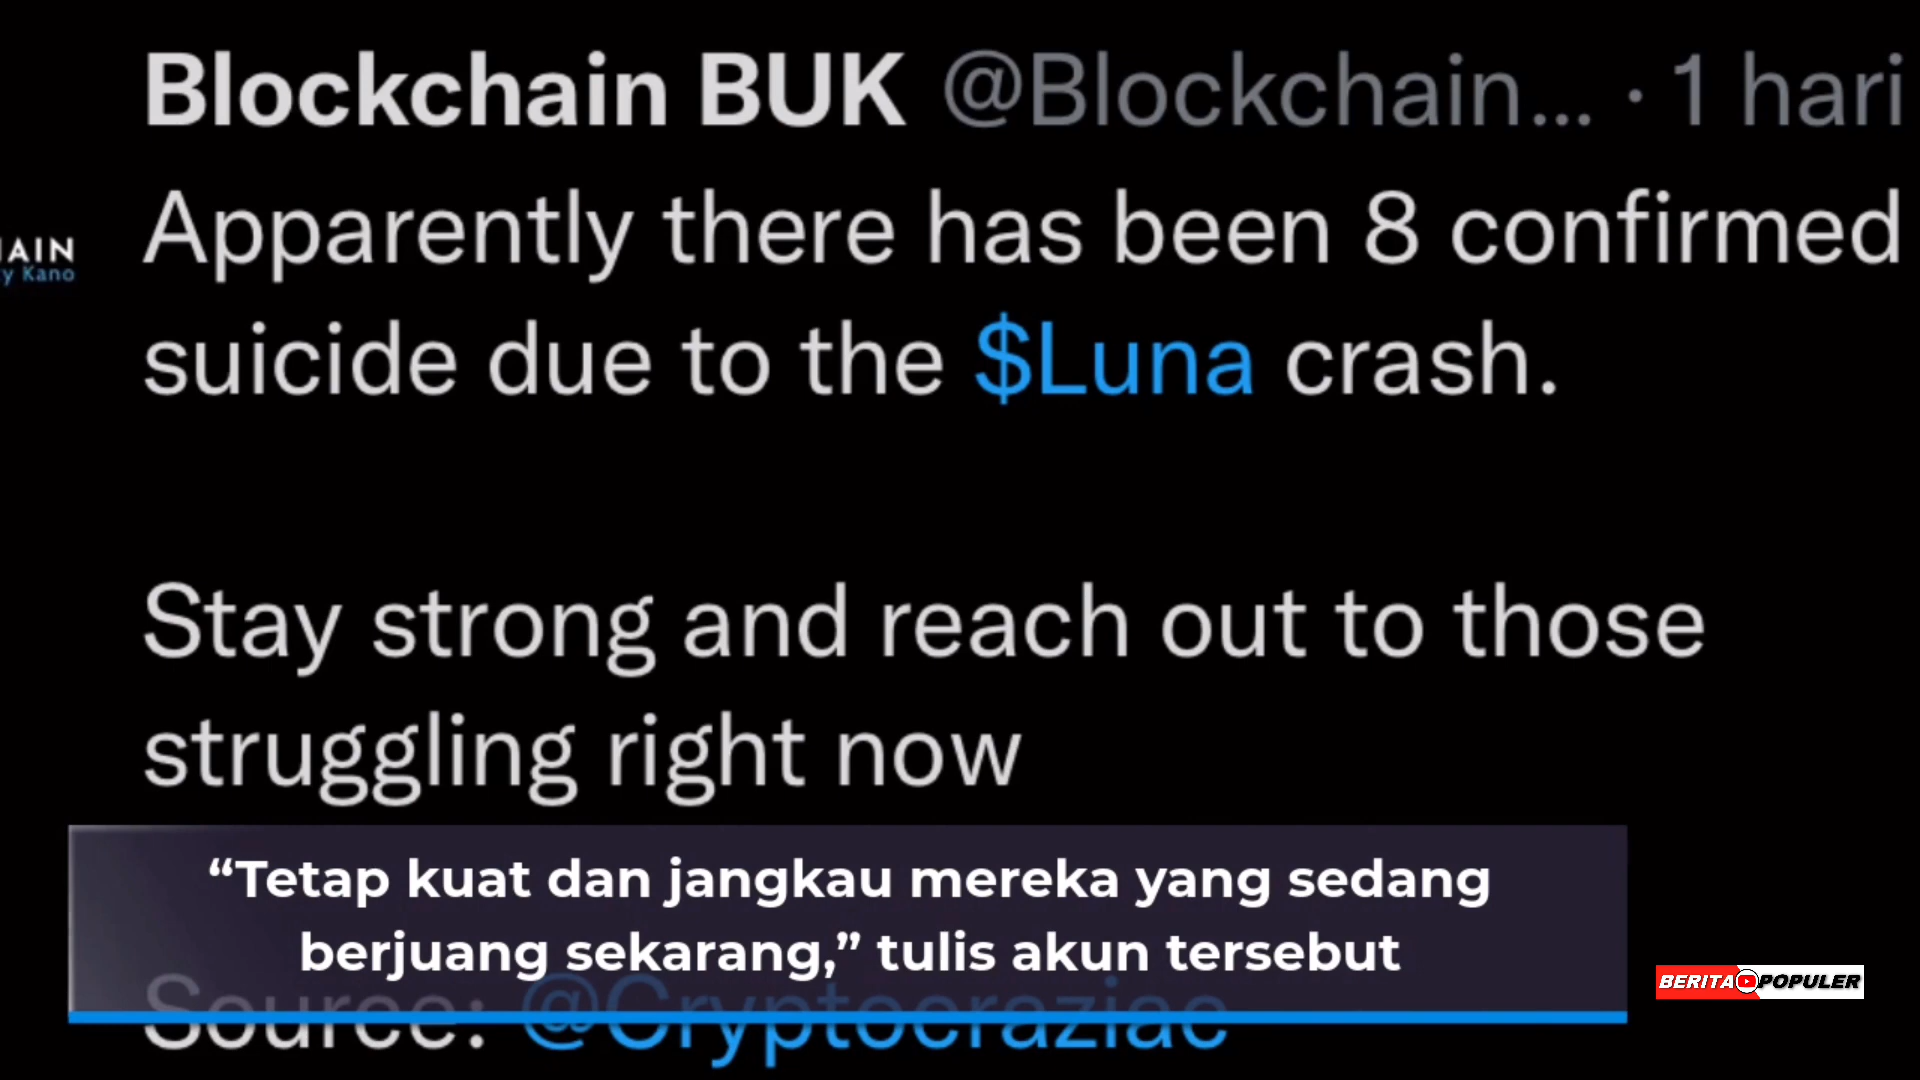 Blockchain BUK @Blockchain... · 1 hari
HAIN
y Kano
Apparently there has been 8 confirmed
suicide due to the $Luna crash.
Stay strong and reach out to those
struggling right now
“Tetap kuat dan jangkau mereka yang sedang
berjuang sekarang,” tulis akun tersebut
Source: @Cryptocraziac
BERITA POPULER